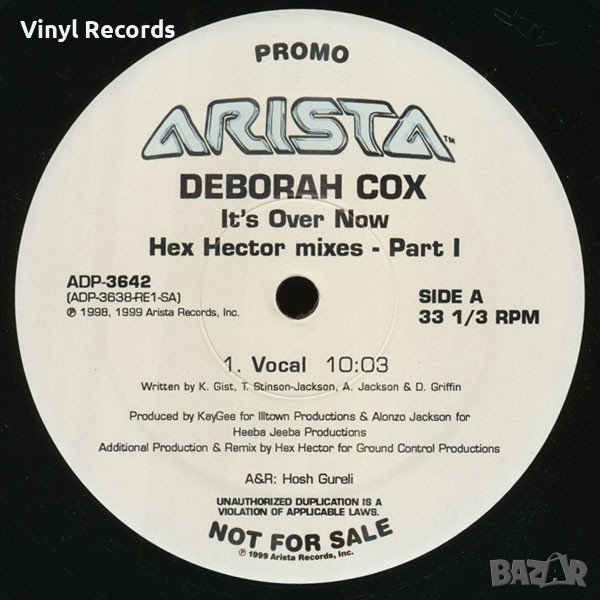 Vinyl Records
PROMO
ARISTA™
DEBORAH COX
It's Over Now
Hex Hector mixes - Part I
ADP-3642
(ADP-3638-RE1-SA)
℗ 1998, 1999 Arista Records, Inc.
SIDE A
33 1/3 RPM
1. Vocal 10:03
Written by K. Gist, T. Stinson-Jackson, A. Jackson & D. Griffin
Produced by KayGee for Illtown Productions & Alonzo Jackson for
Heeba Jeeba Productions
Additional Production & Remix by Hex Hector for Ground Control Productions
A&R: Hosh Gureli
UNAUTHORIZED DUPLICATION IS A
VIOLATION OF APPLICABLE LAWS.
NOT FOR SALE
℗ 1999 Arista Records, Inc.
BAZAR